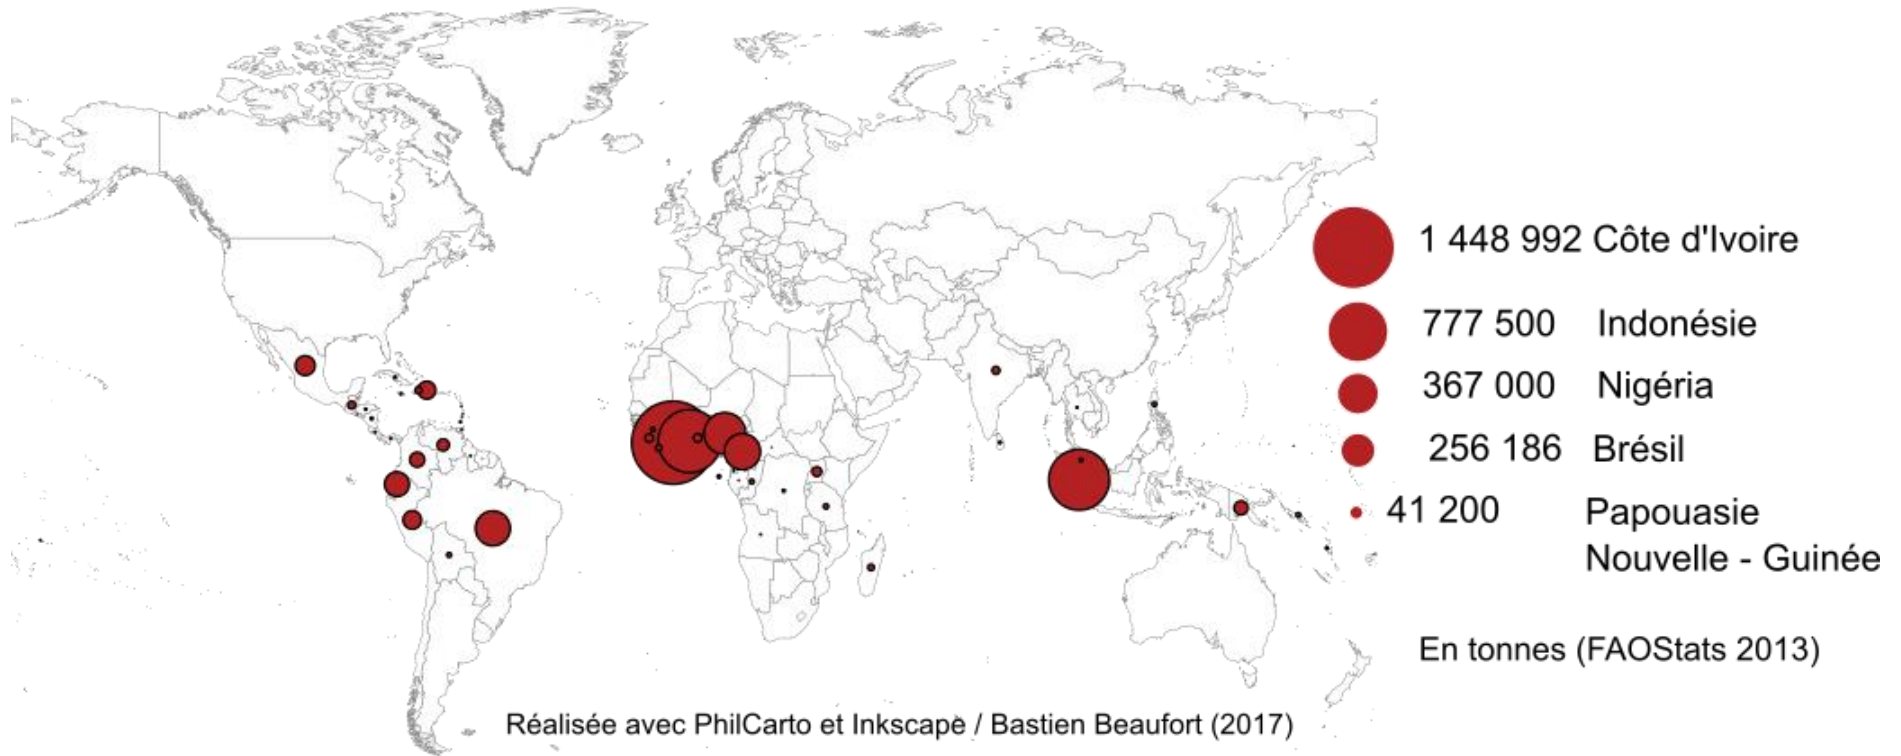 1 448 992 Côte d'Ivoire
777 500 Indonésie
367 000 Nigéria
256 186 Brésil
41 200 Papouasie
Nouvelle - Guinée
En tonnes (FAOStats 2013)
Réalisée avec PhilCarto et Inkscape / Bastien Beaufort (2017)